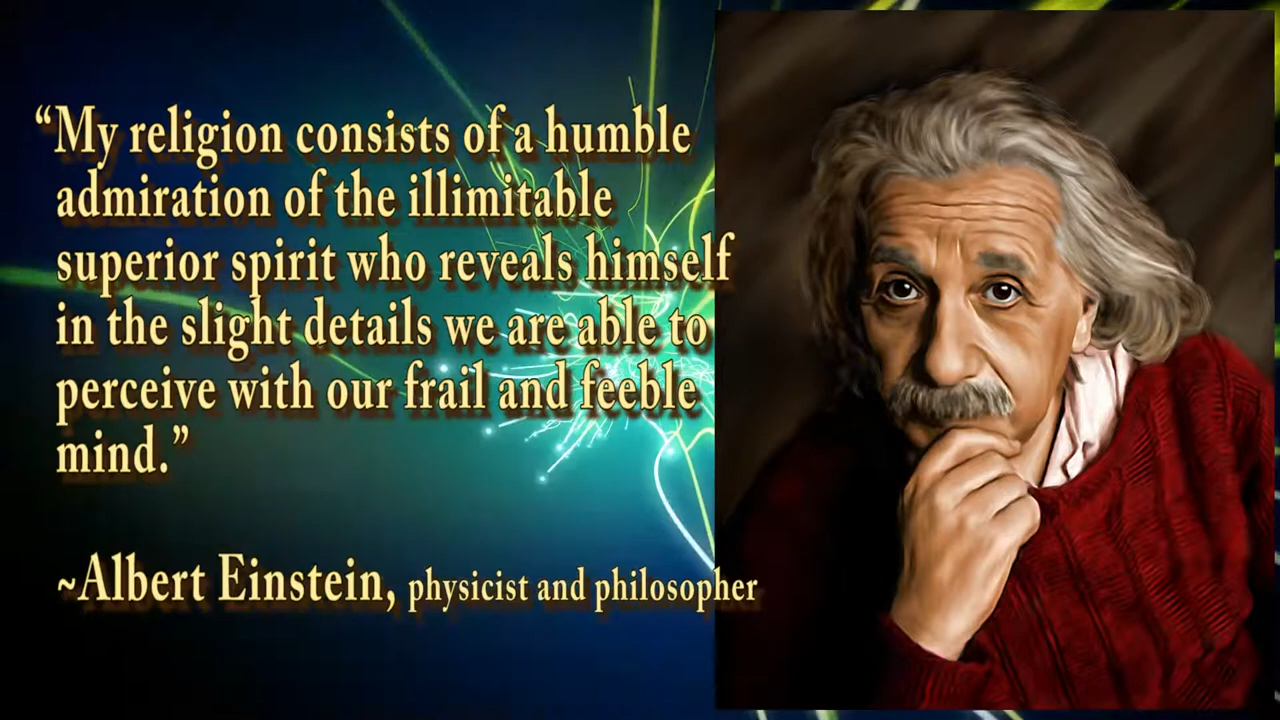 “My religion consists of a humble
admiration of the illimitable
superior spirit who reveals himself
in the slight details we are able to
perceive with our frail and feeble
mind.”
~Albert Einstein, physicist and philosopher